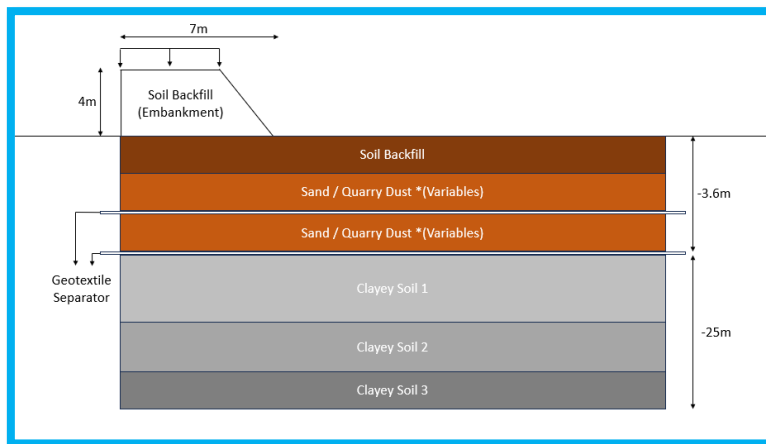 7m
4m
Soil Backfill
(Embankment)
Soil Backfill
Sand / Quarry Dust *(Variables)
-3.6m
Sand / Quarry Dust *(Variables)
Geotextile
Separator
Clayey Soil 1
-25m
Clayey Soil 2
Clayey Soil 3